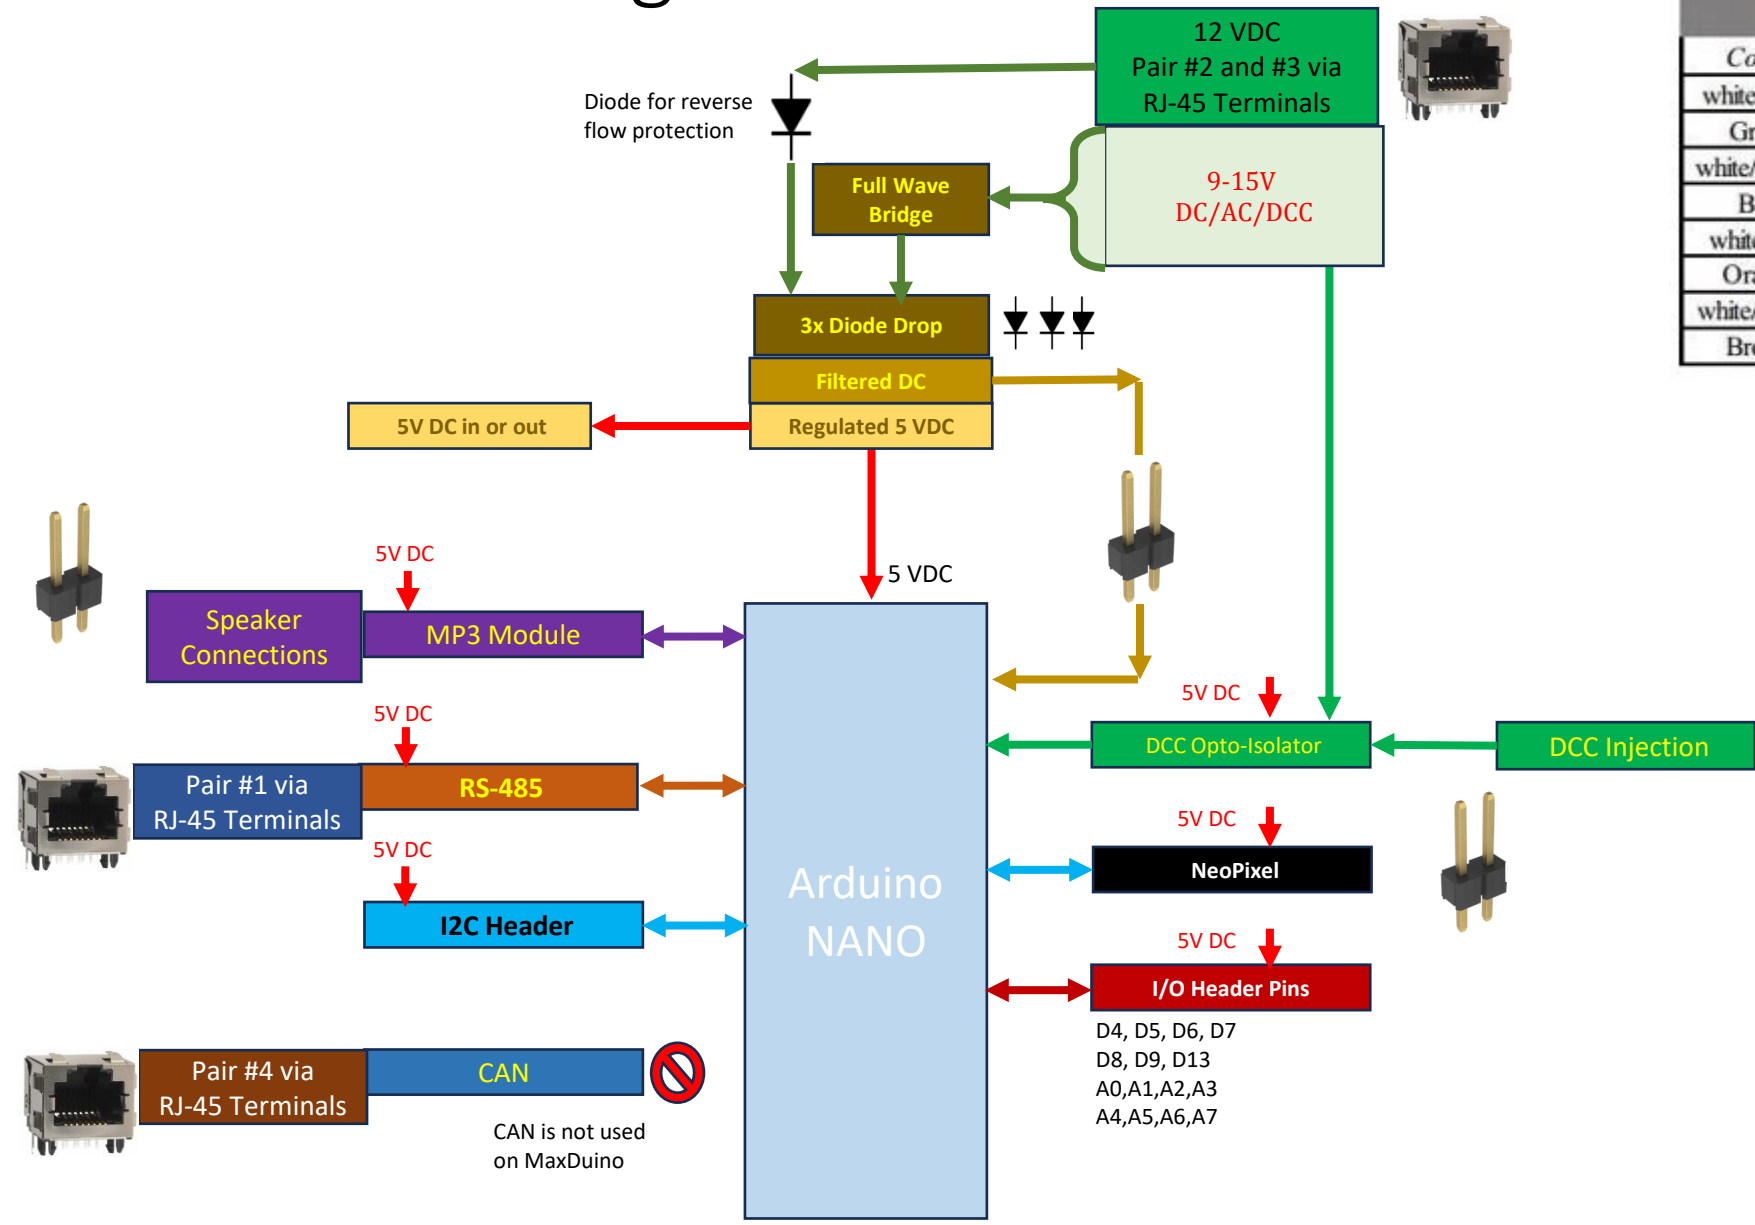 12 VDC
Pair #2 and #3 via
RJ-45 Terminals
Diode for reverse
flow protection
Full Wave
Bridge
9-15V
DC/AC/DCC
3x Diode Drop
Filtered DC
Regulated 5 VDC
5V DC in or out
5 VDC
5V DC
Speaker
Connections
MP3 Module
5V DC
Pair #1 via
RJ-45 Terminals
RS-485
5V DC
I2C Header
Pair #4 via
RJ-45 Terminals
CAN
CAN is not used
on MaxDuino
Arduino
NANO
5V DC
DCC Opto-Isolator
DCC Injection
5V DC
NeoPixel
5V DC
I/O Header Pins
D4, D5, D6, D7
D8, D9, D13
A0,A1,A2,A3
A4,A5,A6,A7
white
white/
white
white/